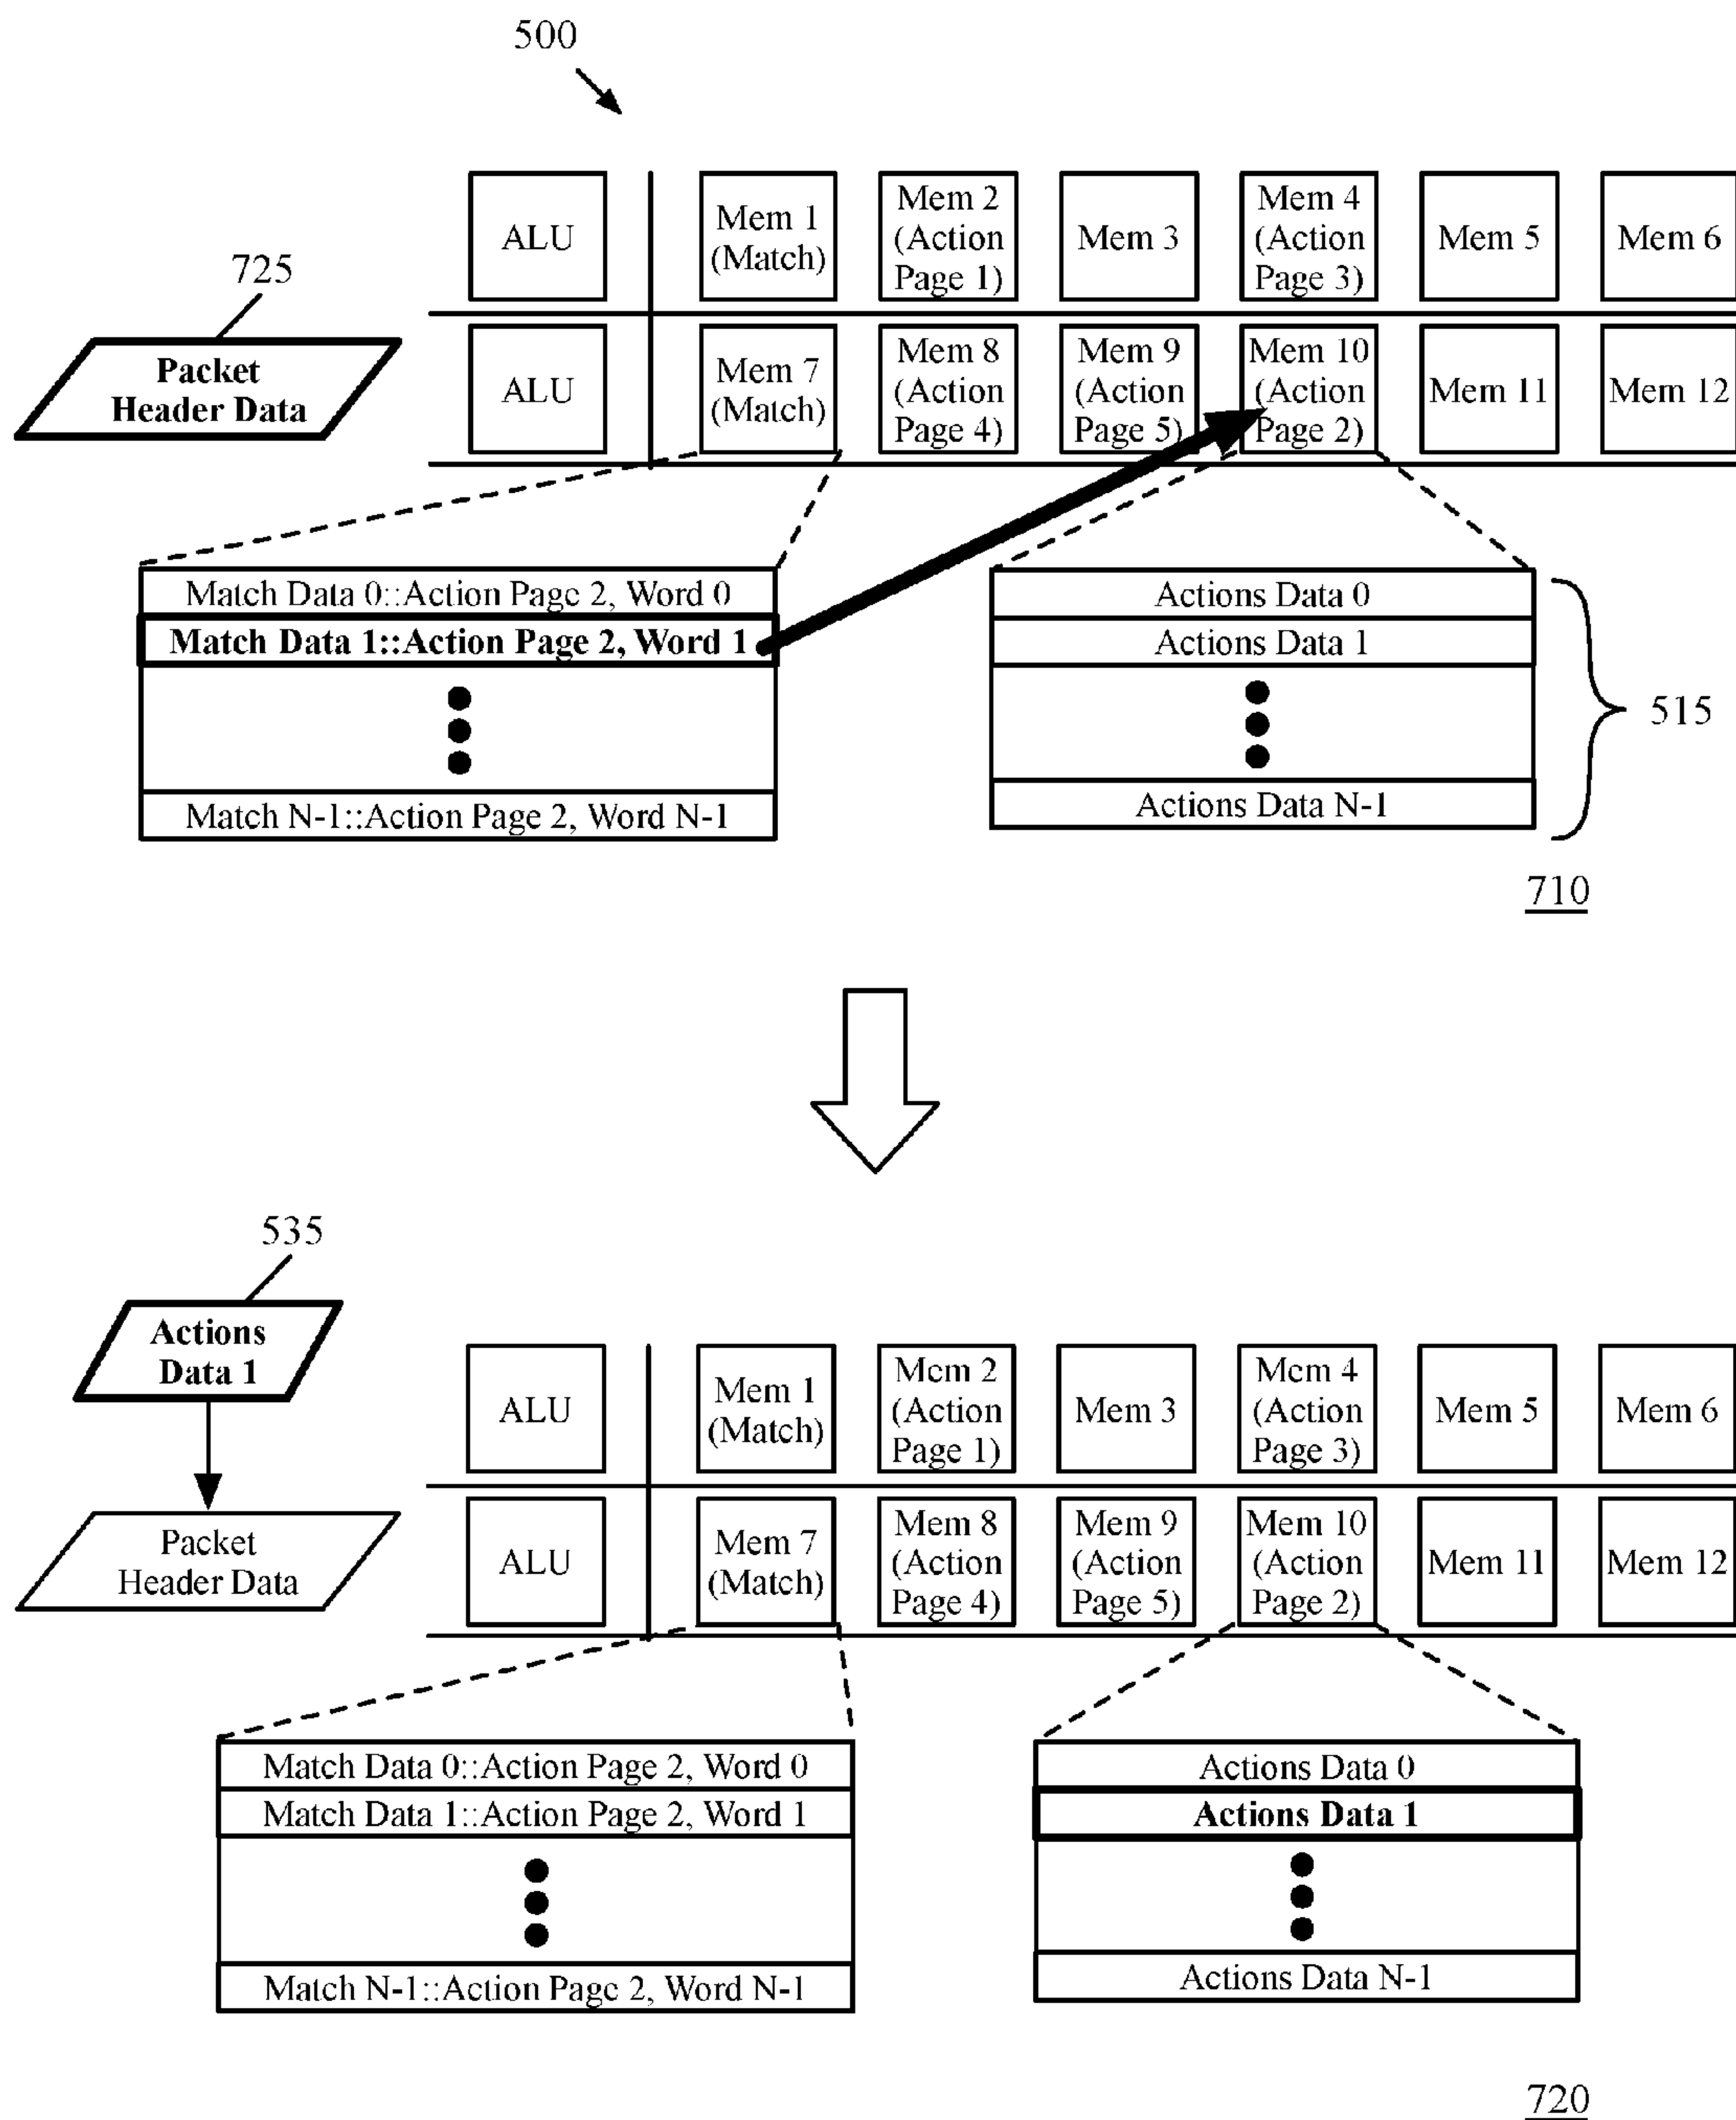 500
725
Packet
Header Data
ALU
Mem 1
(Match)
Mem 2
(Action
Page 1)
Mem 3
Mem 4
(Action
Page 3)
Mem 5
Mem 6
ALU
Mem 7
(Match)
Mem 8
(Action
Page 4)
Mem 9
(Action
Page 5)
Mem 10
(Action
Page 2)
Mem 11
Mem 12
Match Data 0::Action Page 2, Word 0
Match Data 1::Action Page 2, Word 1
Match N-1::Action Page 2, Word N-1
Actions Data 0
Actions Data 1
Actions Data N-1
515
710
535
Actions
Data 1
Packet
Header Data
ALU
Mem 1
(Match)
Mem 2
(Action
Page 1)
Mem 3
Mem 4
(Action
Page 3)
Mem 5
Mem 6
ALU
Mem 7
(Match)
Mem 8
(Action
Page 4)
Mem 9
(Action
Page 5)
Mem 10
(Action
Page 2)
Mem 11
Mem 12
Match Data 0::Action Page 2, Word 0
Match Data 1::Action Page 2, Word 1
Match N-1::Action Page 2, Word N-1
Actions Data 0
Actions Data 1
Actions Data N-1
720